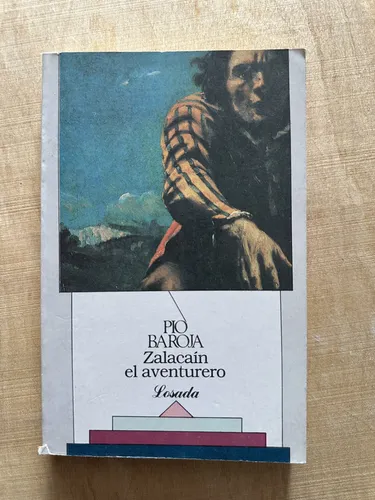 PIO
BAROJA
Zalacaín
el aventurero
Losada